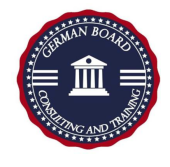 GERMAN BOARD
CONSULTING AND TRAINING